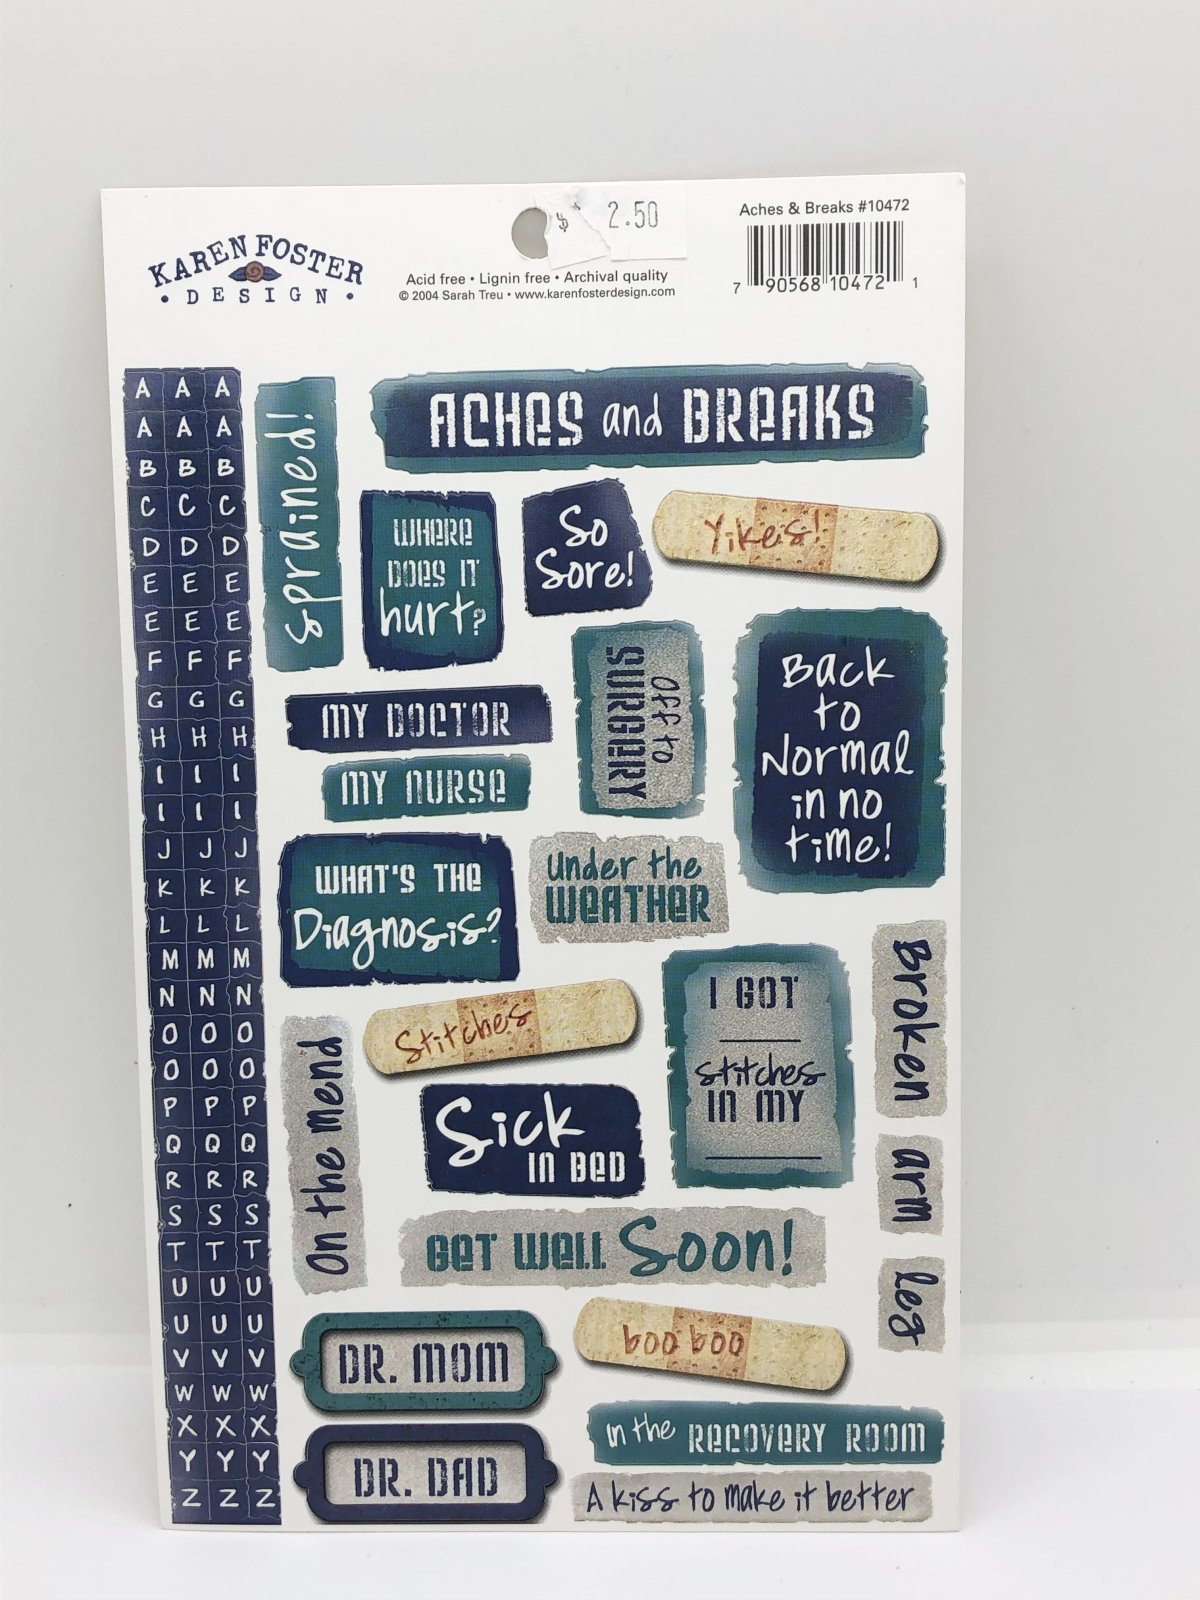 KAREN FOSTER
• DESIGN •
$ 2.50
Acid free • Lignin free • Archival quality
© 2004 Sarah Treu • www.karenfosterdesign.com
Aches & Breaks #10472
7 90568 10472 1
A A A
A A A
B B B
C C C
D D D
E E E
E E E
F F F
G G G
H H H
I I I
I I I
J J J
K K K
L L L
M M M
N N N
O O O
O O O
P P P
Q Q Q
R R R
S S S
T T T
U U U
U U U
V V V
W W W
X X X
Y Y Y
Z Z Z
sprained!
ACHES and BREAKS
WHERE
DOES IT
hurt?
So
Sore!
Yikes!
OFF to
SURGERY
Back
to
Normal
in no
time!
MY DOCTOR
MY NURSE
WHAT'S THE
Diagnosis?
Under the
WEATHER
Stitches
I GOT
____
stitches
IN MY
____
Broken
arm
leg
On the mend
Sick
IN BED
GET WELL Soon!
DR. MOM
boo boo
DR. DAD
in the RECOVERY ROOM
A kiss to make it better